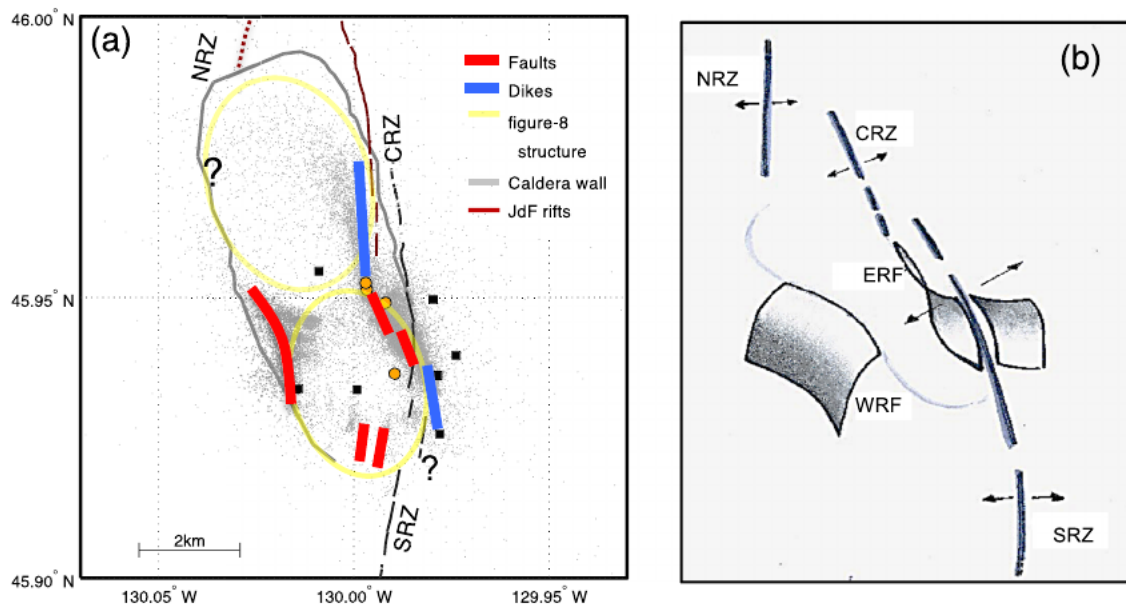 46.00° N
(a)
NRZ
CRZ
Faults
Dikes
figure-8
structure
Caldera wall
JdF rifts
?
45.95° N
?
SRZ
2km
45.90° N
130.05° W
130.00° W
129.95° W
(b)
NRZ
CRZ
ERF
WRF
SRZ